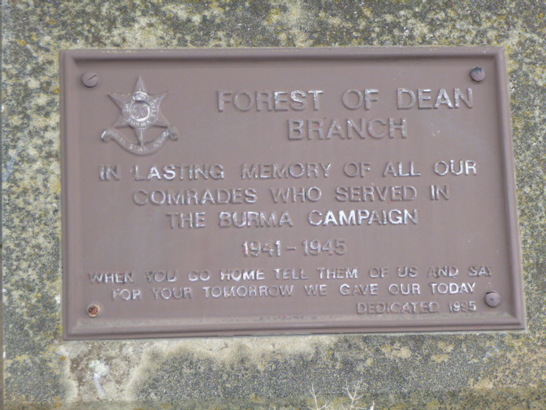 FOREST OF DEAN
BRANCH
IN LASTING MEMORY OF ALL OUR
COMRADES WHO SERVED IN
THE BURMA CAMPAIGN
1941 - 1945
WHEN YOU GO HOME TELL THEM OF US AND SAY
FOR YOUR TOMORROW WE GAVE OUR TODAY
DEDICATED 1995